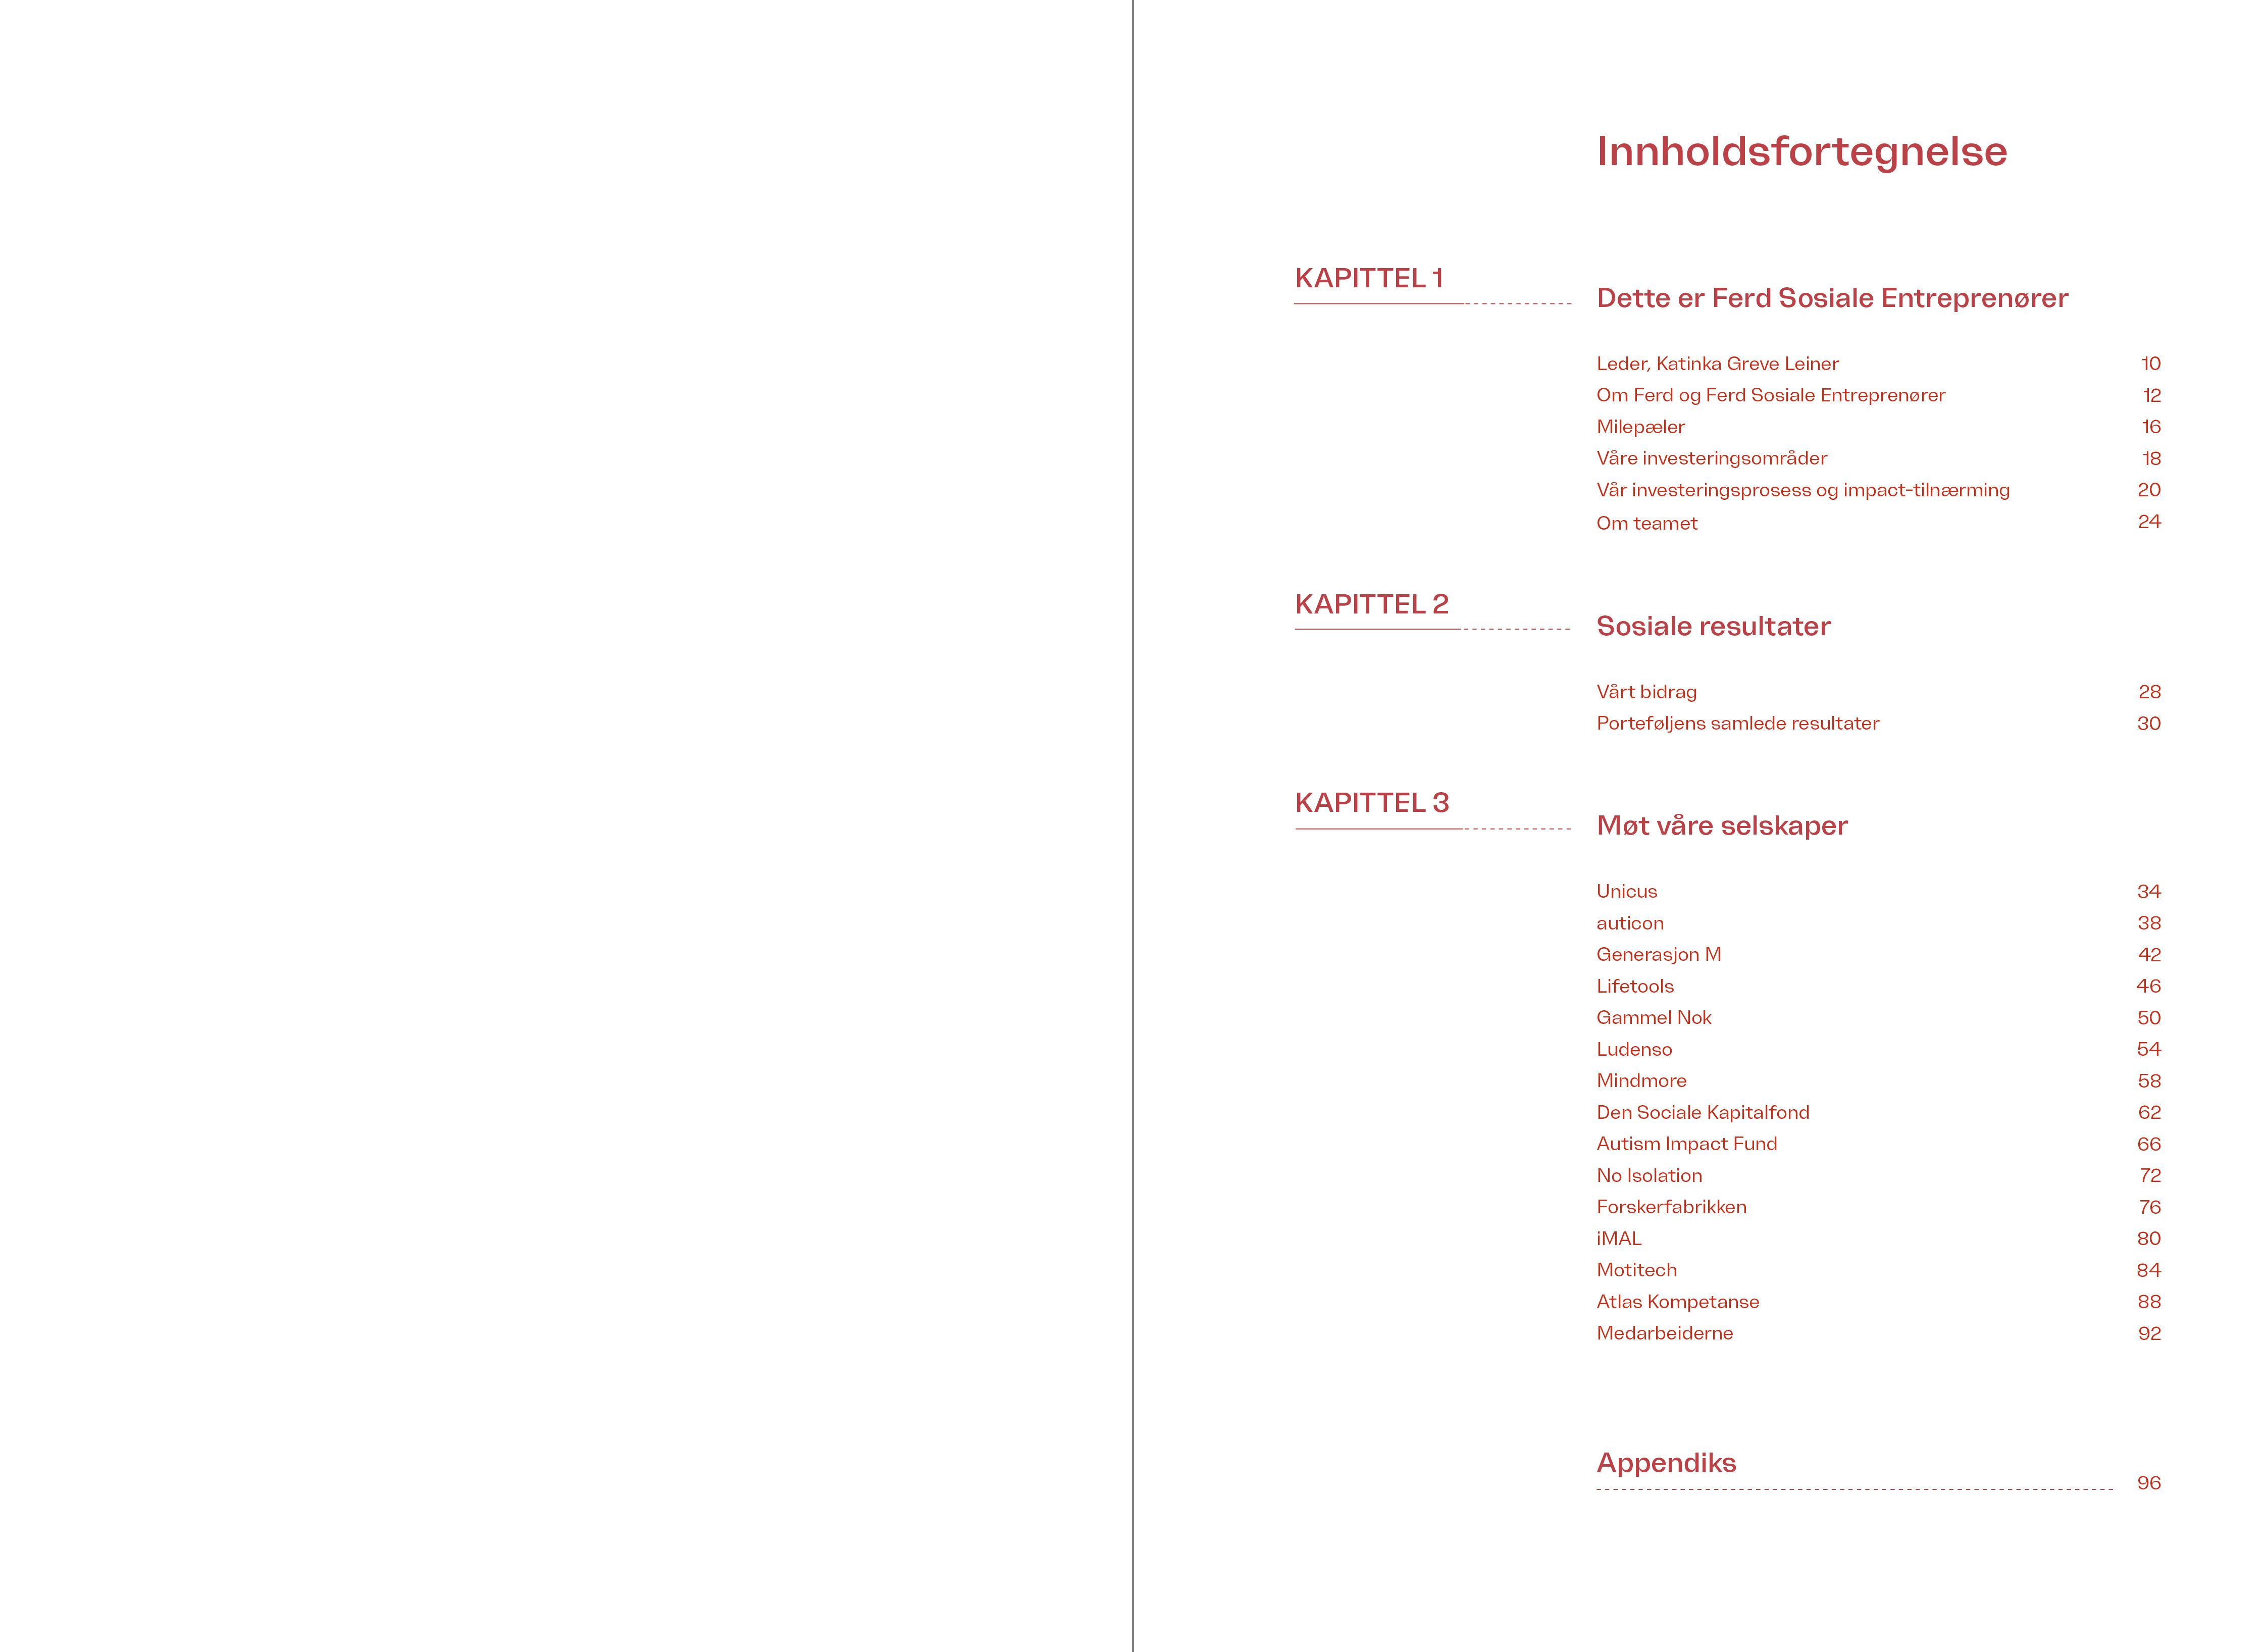 Innholdsfortegnelse
KAPITTEL 1
Dette er Ferd Sosiale Entreprenører
Leder, Katinka Greve Leiner 10
Om Ferd og Ferd Sosiale Entreprenører 12
Milepæler 16
Våre investeringsområder 18
Vår investeringsprosess og impact-tilnærming 20
Om teamet 24
KAPITTEL 2
Sosiale resultater
Vårt bidrag 28
Porteføljens samlede resultater 30
KAPITTEL 3
Møt våre selskaper
Unicus 34
auticon 38
Generasjon M 42
Lifetools 46
Gammel Nok 50
Ludenso 54
Mindmore 58
Den Sociale Kapitalfond 62
Autism Impact Fund 66
No Isolation 72
Forskerfabrikken 76
iMAL 80
Motitech 84
Atlas Kompetanse 88
Medarbeiderne 92
Appendiks 96